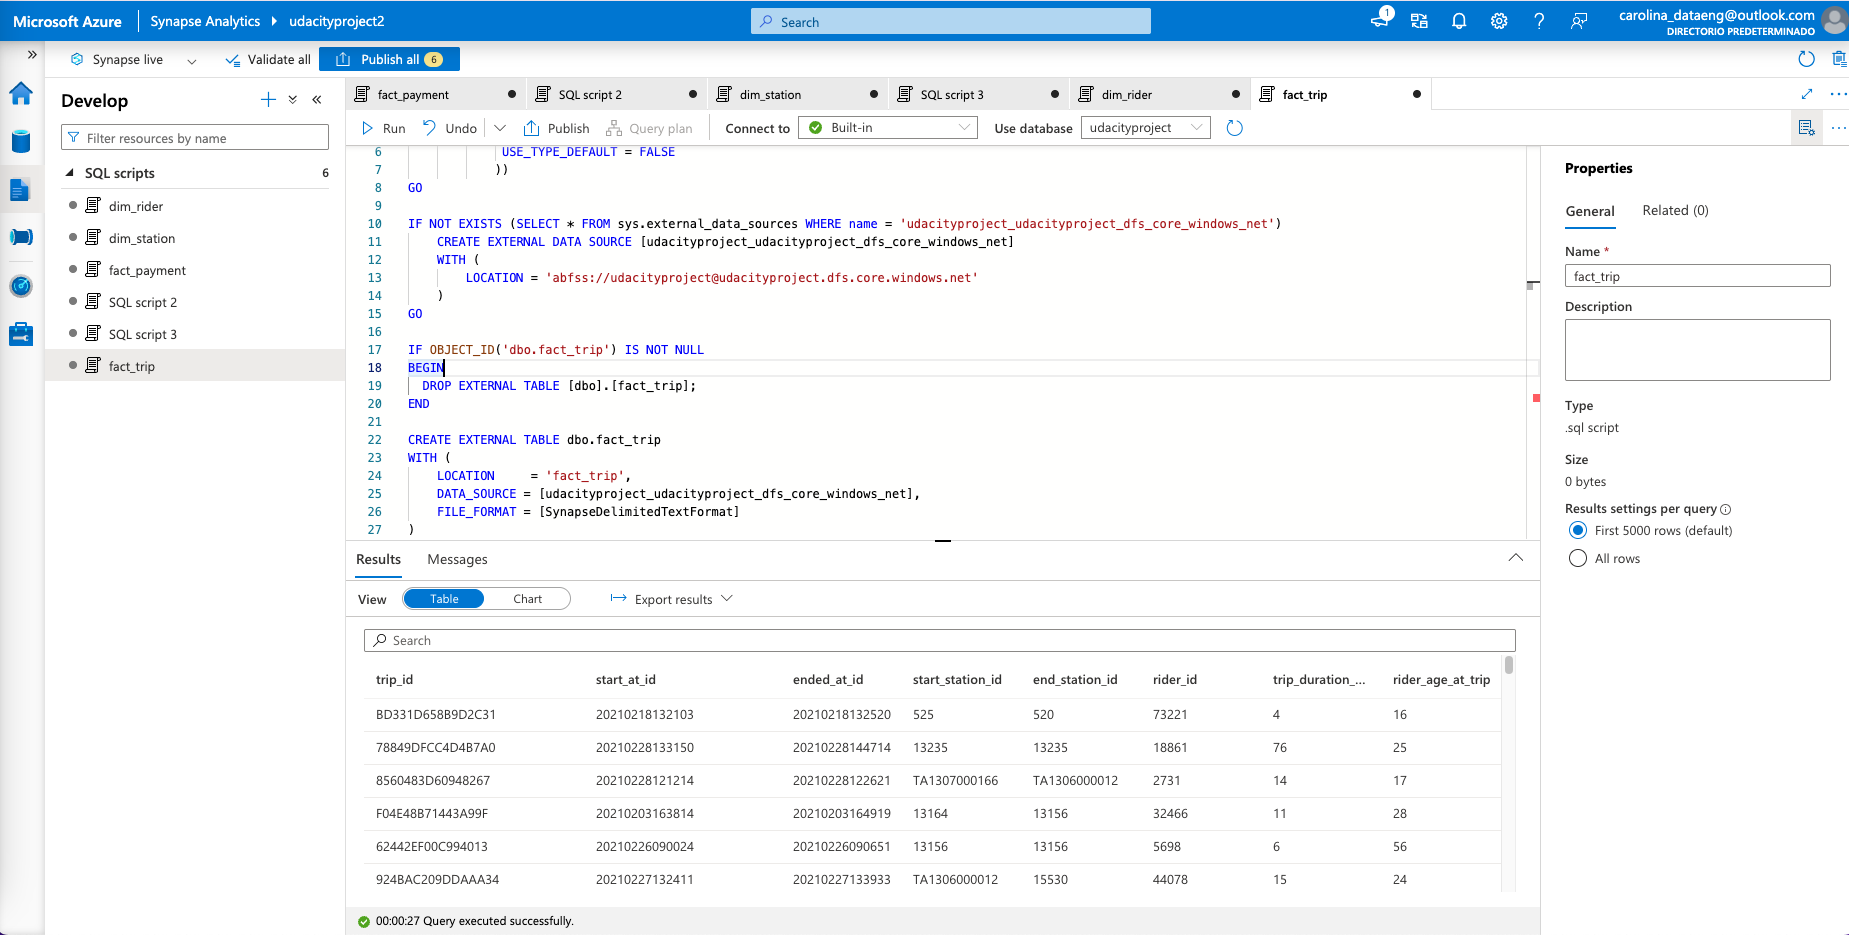 Microsoft Azure
Synapse Analytics
udacityproject2
Search
1
carolina_dataeng@outlook.com
DIRECTORIO PREDETERMINADO
Synapse live
Validate all
Publish all 6
Develop
Filter resources by name
SQL scripts 6
dim_rider
dim_station
fact_payment
SQL script 2
SQL script 3
fact_trip
fact_payment
SQL script 2
dim_station
SQL script 3
dim_rider
fact_trip
Run
Undo
Publish
Query plan
Connect to
Built-in
Use database
udacityproject
6 USE_TYPE_DEFAULT = FALSE
7 ))
8 GO
9
10 IF NOT EXISTS (SELECT * FROM sys.external_data_sources WHERE name = 'udacityproject_udacityproject_dfs_core_windows_net')
11 CREATE EXTERNAL DATA SOURCE [udacityproject_udacityproject_dfs_core_windows_net]
12 WITH (
13 LOCATION = 'abfss://udacityproject@udacityproject.dfs.core.windows.net'
14 )
15 GO
16
17 IF OBJECT_ID('dbo.fact_trip') IS NOT NULL
18 BEGIN
19 DROP EXTERNAL TABLE [dbo].[fact_trip];
20 END
21
22 CREATE EXTERNAL TABLE dbo.fact_trip
23 WITH (
24 LOCATION = 'fact_trip',
25 DATA_SOURCE = [udacityproject_udacityproject_dfs_core_windows_net],
26 FILE_FORMAT = [SynapseDelimitedTextFormat]
27 )
Results
Messages
View
Table
Chart
Export results
Search
trip_id start_at_id ended_at_id start_station_id end_station_id rider_id trip_duration_... rider_age_at_trip
BD331D658B9D2C31 20210218132103 20210218132520 525 520 73221 4 16
78849DFCC4D4B7A0 20210228133150 20210228144714 13235 13235 18861 76 25
8560483D60948267 20210228121214 20210228122621 TA1307000166 TA1306000012 2731 14 17
F04E48B71443A99F 20210203163814 20210203164919 13164 13156 32466 11 28
62442EF00C994013 20210226090024 20210226090651 13156 13156 5698 6 56
924BAC209DDAAA34 20210227132411 20210227133933 TA1306000012 15530 44078 15 24
00:00:27 Query executed successfully.
Properties
General
Related (0)
Name *
fact_trip
Description
Type
.sql script
Size
0 bytes
Results settings per query
First 5000 rows (default)
All rows